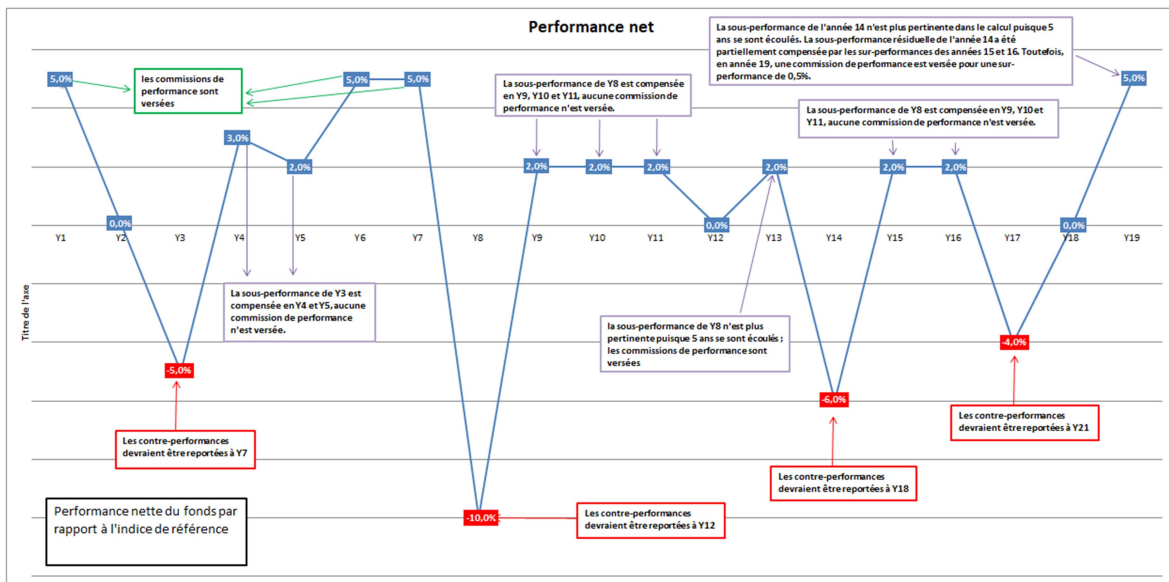 Performance net
La sous-performance de l'année 14 n'est plus pertinente dans le calcul puisque 5
ans se sont écoulés. La sous-performance résiduelle de l'année 14 a été
partiellement compensée par les sur-performances des années 15 et 16. Toutefois,
en année 19, une commission de performance est versée pour une sur-
performance de 0,5%.
les commissions de
performance sont
versées
La sous-performance de Y8 est compensée
en Y9, Y10 et Y11, aucune commission de
performance n'est versée.
La sous-performance de Y8 est compensée en Y9, Y10 et
Y11, aucune commission de performance n'est versée.
5,0%
0,0%
-5,0%
3,0%
2,0%
5,0%
5,0%
-10,0%
2,0%
2,0%
2,0%
0,0%
2,0%
-6,0%
2,0%
2,0%
-4,0%
0,0%
5,0%
Y1
Y2
Y3
Y4
Y5
Y6
Y7
Y8
Y9
Y10
Y11
Y12
Y13
Y14
Y15
Y16
Y17
Y18
Y19
Titre de l'axe
La sous-performance de Y3 est
compensée en Y4 et Y5, aucune
commission de performance
n'est versée.
la sous-performance de Y8 n'est plus
pertinente puisque 5 ans se sont écoulés ;
les commissions de performance sont
versées
Les contre-performances
devraient être reportées à Y7
Les contre-performances
devraient être reportées à Y21
Les contre-performances
devraient être reportées à Y18
Les contre-performances
devraient être reportées à Y12
Performance nette du fonds par
rapport à l'indice de référence